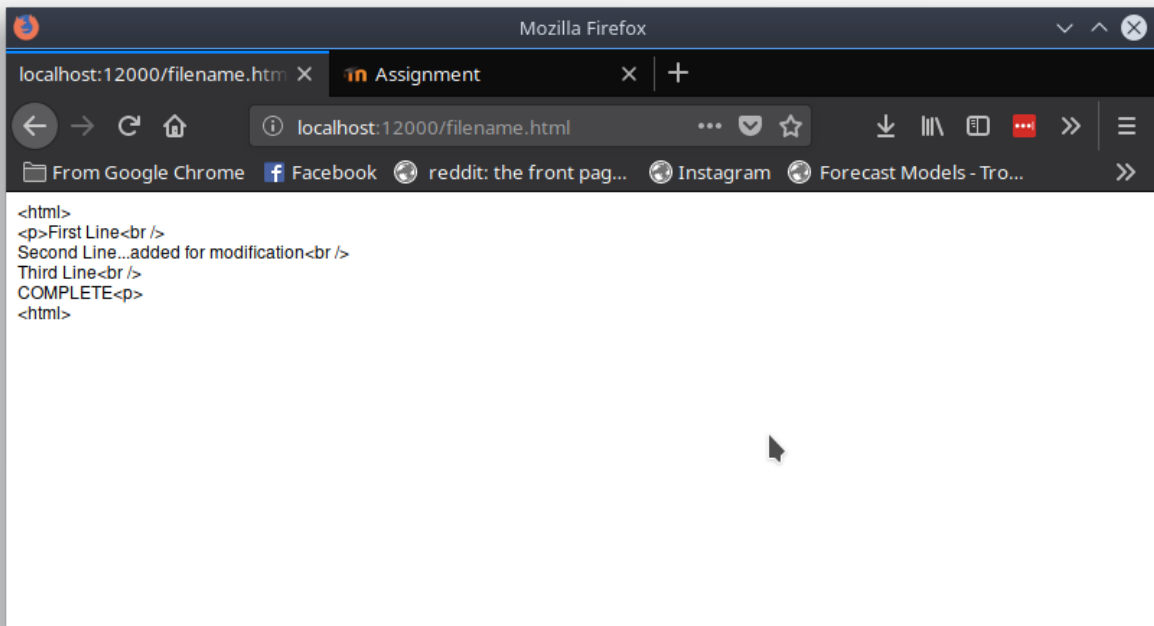 Mozilla Firefox
localhost:12000/filename.htm
Assignment
localhost:12000/filename.html
From Google Chrome
Facebook
reddit: the front pag...
Instagram
Forecast Models - Tro...
<html>
<p>First Line<br />
Second Line...added for modification<br />
Third Line<br />
COMPLETE<p>
<html>